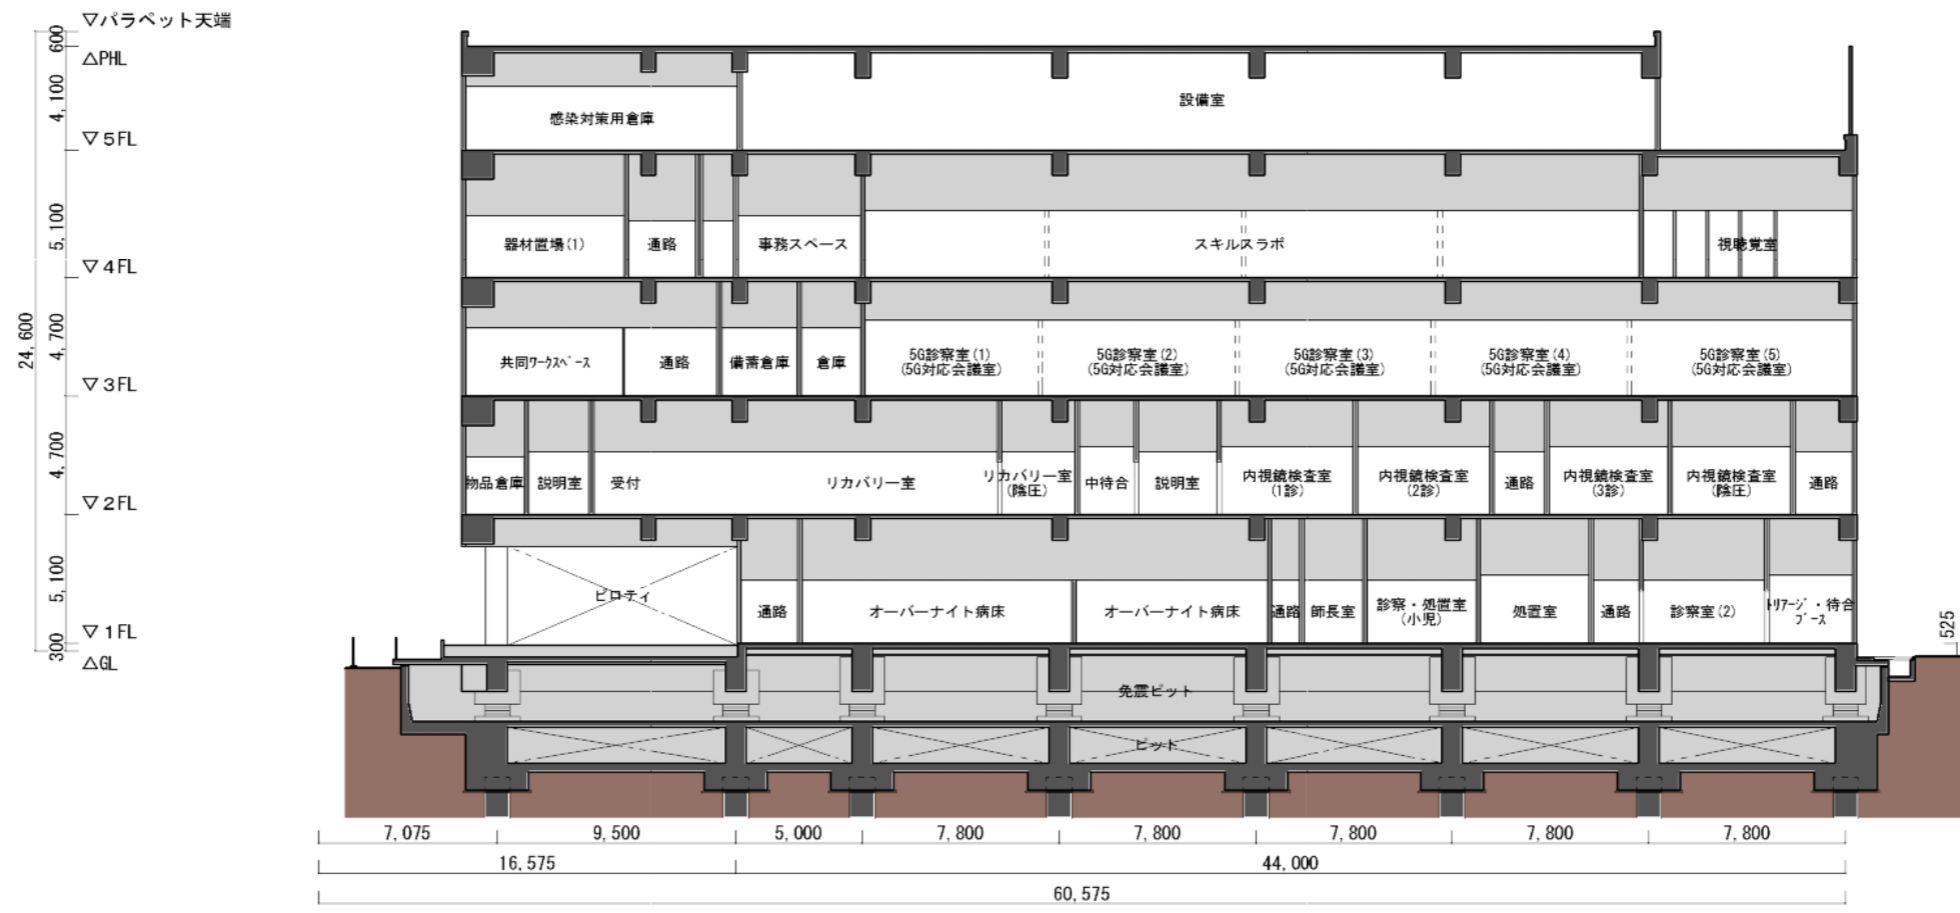 ▽パラペット天端
600
△PHL
4,100
感染対策用倉庫
設備室
▽5FL
5,100
器材置場(1)
通路
事務スペース
スキルスラボ
視聴覚室
▽4FL
24,600
4,700
共同ワークスペース
通路
備蓄倉庫
倉庫
5G診察室(1)
(5G対応会議室)
5G診察室(2)
(5G対応会議室)
5G診察室(3)
(5G対応会議室)
5G診察室(4)
(5G対応会議室)
5G診察室(5)
(5G対応会議室)
▽3FL
4,700
物品倉庫
説明室
受付
リカバリー室
リカバリー室
(陰圧)
中待合
説明室
内視鏡検査室
(1診)
内視鏡検査室
(2診)
通路
内視鏡検査室
(3診)
内視鏡検査室
(陰圧)
通路
▽2FL
5,100
ピロティ
通路
オーバーナイト病床
オーバーナイト病床
通路
師長室
診察・処置室
(小児)
処置室
通路
診察室(2)
トリアージ・待合
ブース
▽1FL
300
△GL
525
免震ピット
ピット
7,075
9,500
5,000
7,800
7,800
7,800
7,800
7,800
16,575
44,000
60,575